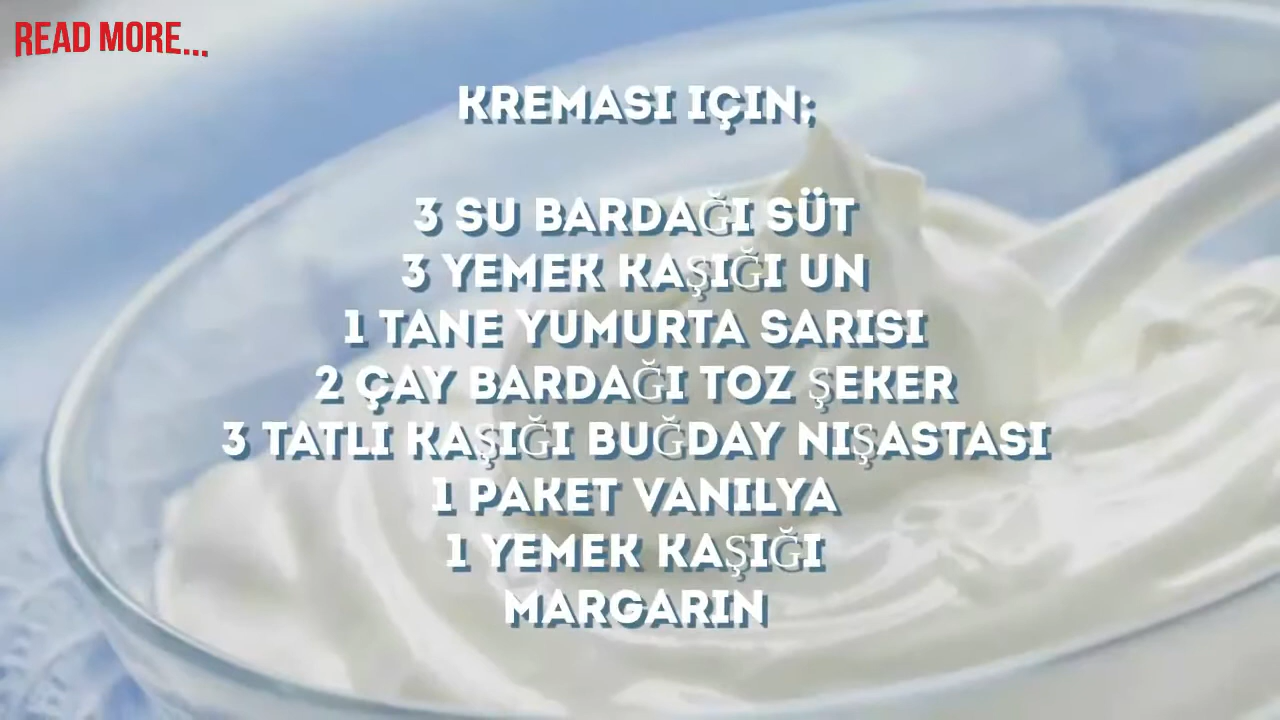 READ MORE...
KREMASI IÇIN;
3 SU BARDAĞI SÜT
3 YEMEK KAŞIĞI UN
1 TANE YUMURTA SARISI
2 ÇAY BARDAĞI TOZ ŞEKER
3 TATLI KAŞIĞI BUĞDAY NIŞASTASI
1 PAKET VANILYA
1 YEMEK KAŞIĞI
MARGARIN